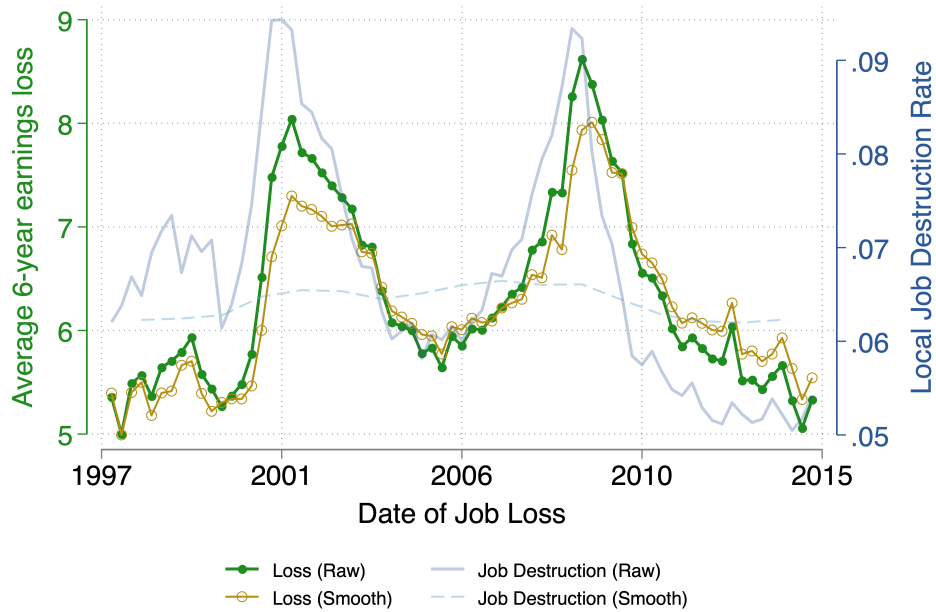 Average 6-year earnings loss
9
8
7
6
5
.09
.08
.07
.06
.05
Local Job Destruction Rate
1997
2001
2006
2010
2015
Date of Job Loss
Loss (Raw)
Job Destruction (Raw)
Loss (Smooth)
Job Destruction (Smooth)